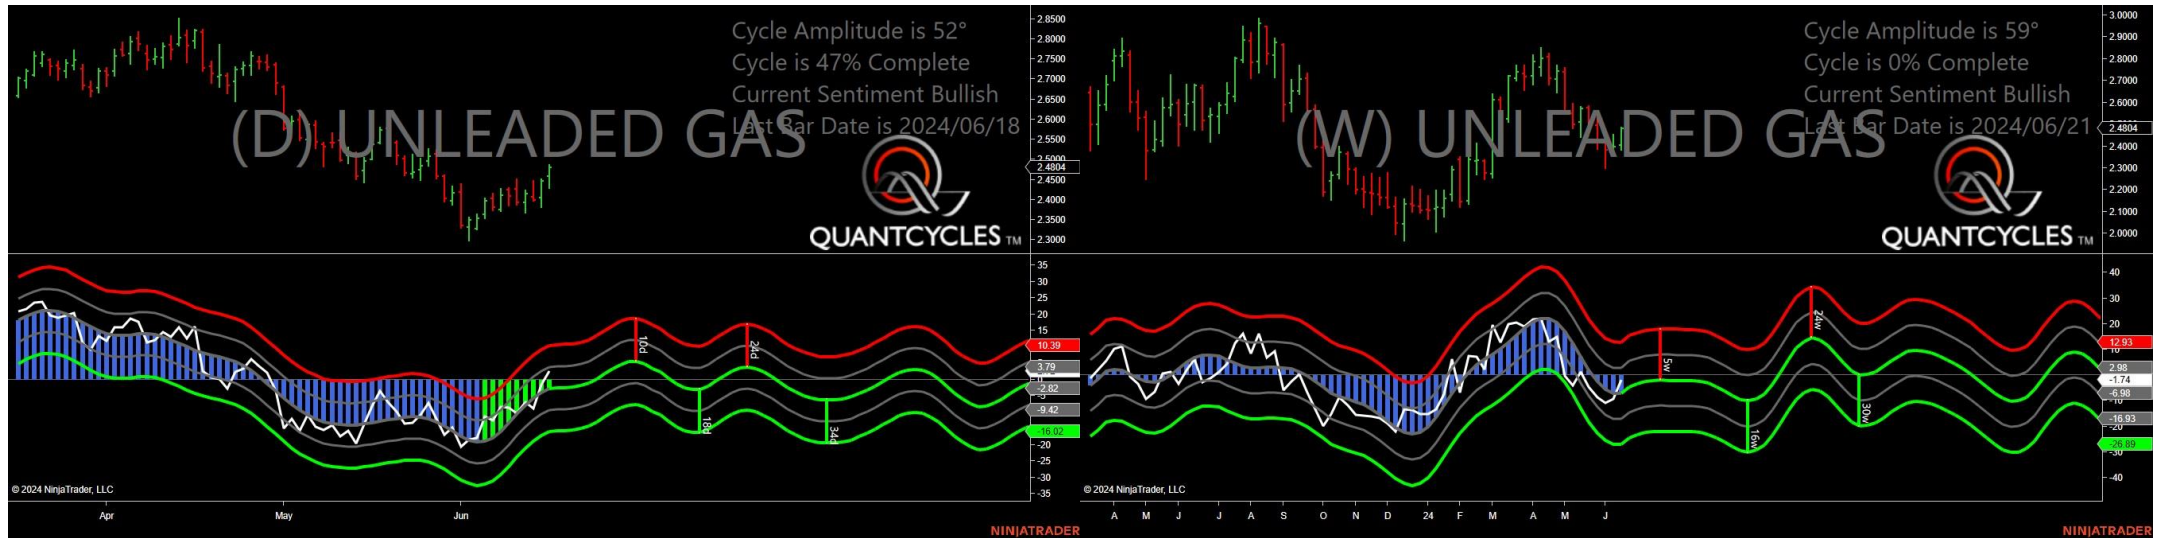 Cycle Amplitude is 52°
Cycle is 47% Complete
Current Sentiment Bullish
Last Bar Date is 2024/06/18
(D) UNLEADED GAS
QUANTCYCLES TM
2.8500
2.8000
2.7500
2.7000
2.6500
2.6000
2.5500
2.5000
2.4804
2.4500
2.4000
2.3500
2.3000
35
30
25
20
15
10.39
3.79
-2.82
-9.42
-16.02
-20
-25
-30
-35
10d
18d
24d
34d
© 2024 NinjaTrader, LLC
Apr
May
Jun
NINJATRADER
Cycle Amplitude is 59°
Cycle is 0% Complete
Current Sentiment Bullish
Last Bar Date is 2024/06/21
(W) UNLEADED GAS
QUANTCYCLES TM
3.0000
2.9000
2.8000
2.7000
2.6000
2.4804
2.4000
2.3000
2.2000
2.1000
2.0000
40
30
20
12.93
10
2.98
-1.74
-6.98
-10
-16.93
-20
-26.89
-30
-40
5w
16w
24w
30w
© 2024 NinjaTrader, LLC
A M J J A S O N D 24 F M A M J
NINJATRADER